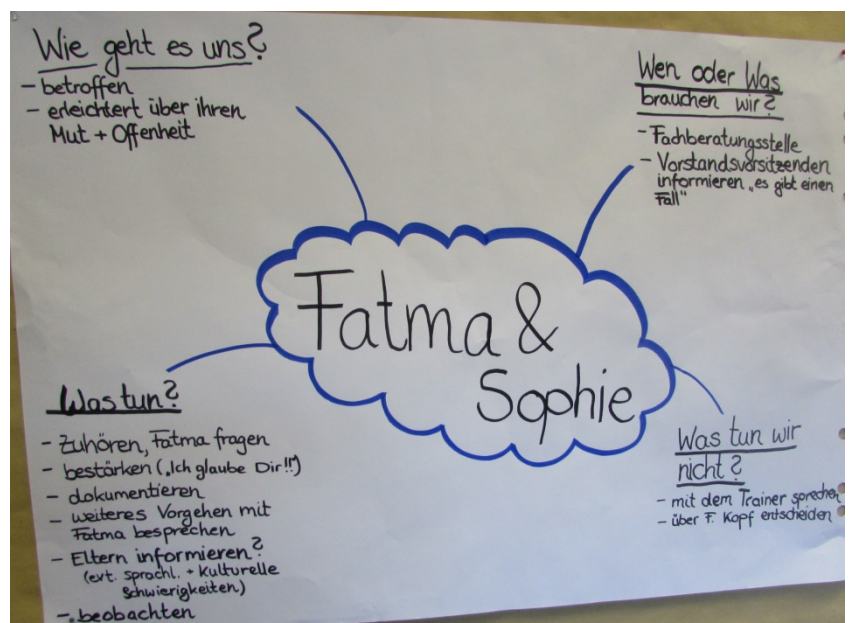 Wie geht es uns?
- betroffen
- erleichtert über ihren
Mut + Offenheit
Wen oder Was
brauchen wir?
- Fachberatungsstelle
- Vorstandsvorsitzenden
informieren „es gibt einen
Fall"
Fatma &
Sophie
Was tun?
- Zuhören, Fatma fragen
- bestärken („Ich glaube Dir!!")
- dokumentieren
- weiteres Vorgehen mit
Fatma besprechen
- Eltern informieren?
(evt. sprachl. + Kulturelle
Schwierigkeiten)
- beobachten
Was tun wir
nicht?
- mit dem Trainer sprechen
- über F. Kopf entscheiden